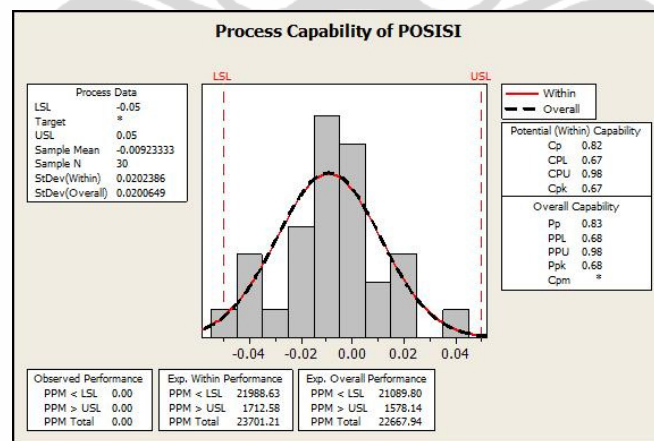 Process Capability of POSISI
LSL
USL
Process Data
LSL -0.05
Target *
USL 0.05
Sample Mean -0.00923333
Sample N 30
StDev(Within) 0.0202386
StDev(Overall) 0.0200649
Within
Overall
Potential (Within) Capability
Cp 0.82
CPL 0.67
CPU 0.98
Cpk 0.67
Overall Capability
Pp 0.83
PPL 0.68
PPU 0.98
Ppk 0.68
Cpm *
-0.04 -0.02 0.00 0.02 0.04
Observed Performance
PPM < LSL 0.00
PPM > USL 0.00
PPM Total 0.00
Exp. Within Performance
PPM < LSL 21988.63
PPM > USL 1712.58
PPM Total 23701.21
Exp. Overall Performance
PPM < LSL 21089.80
PPM > USL 1578.14
PPM Total 22667.94